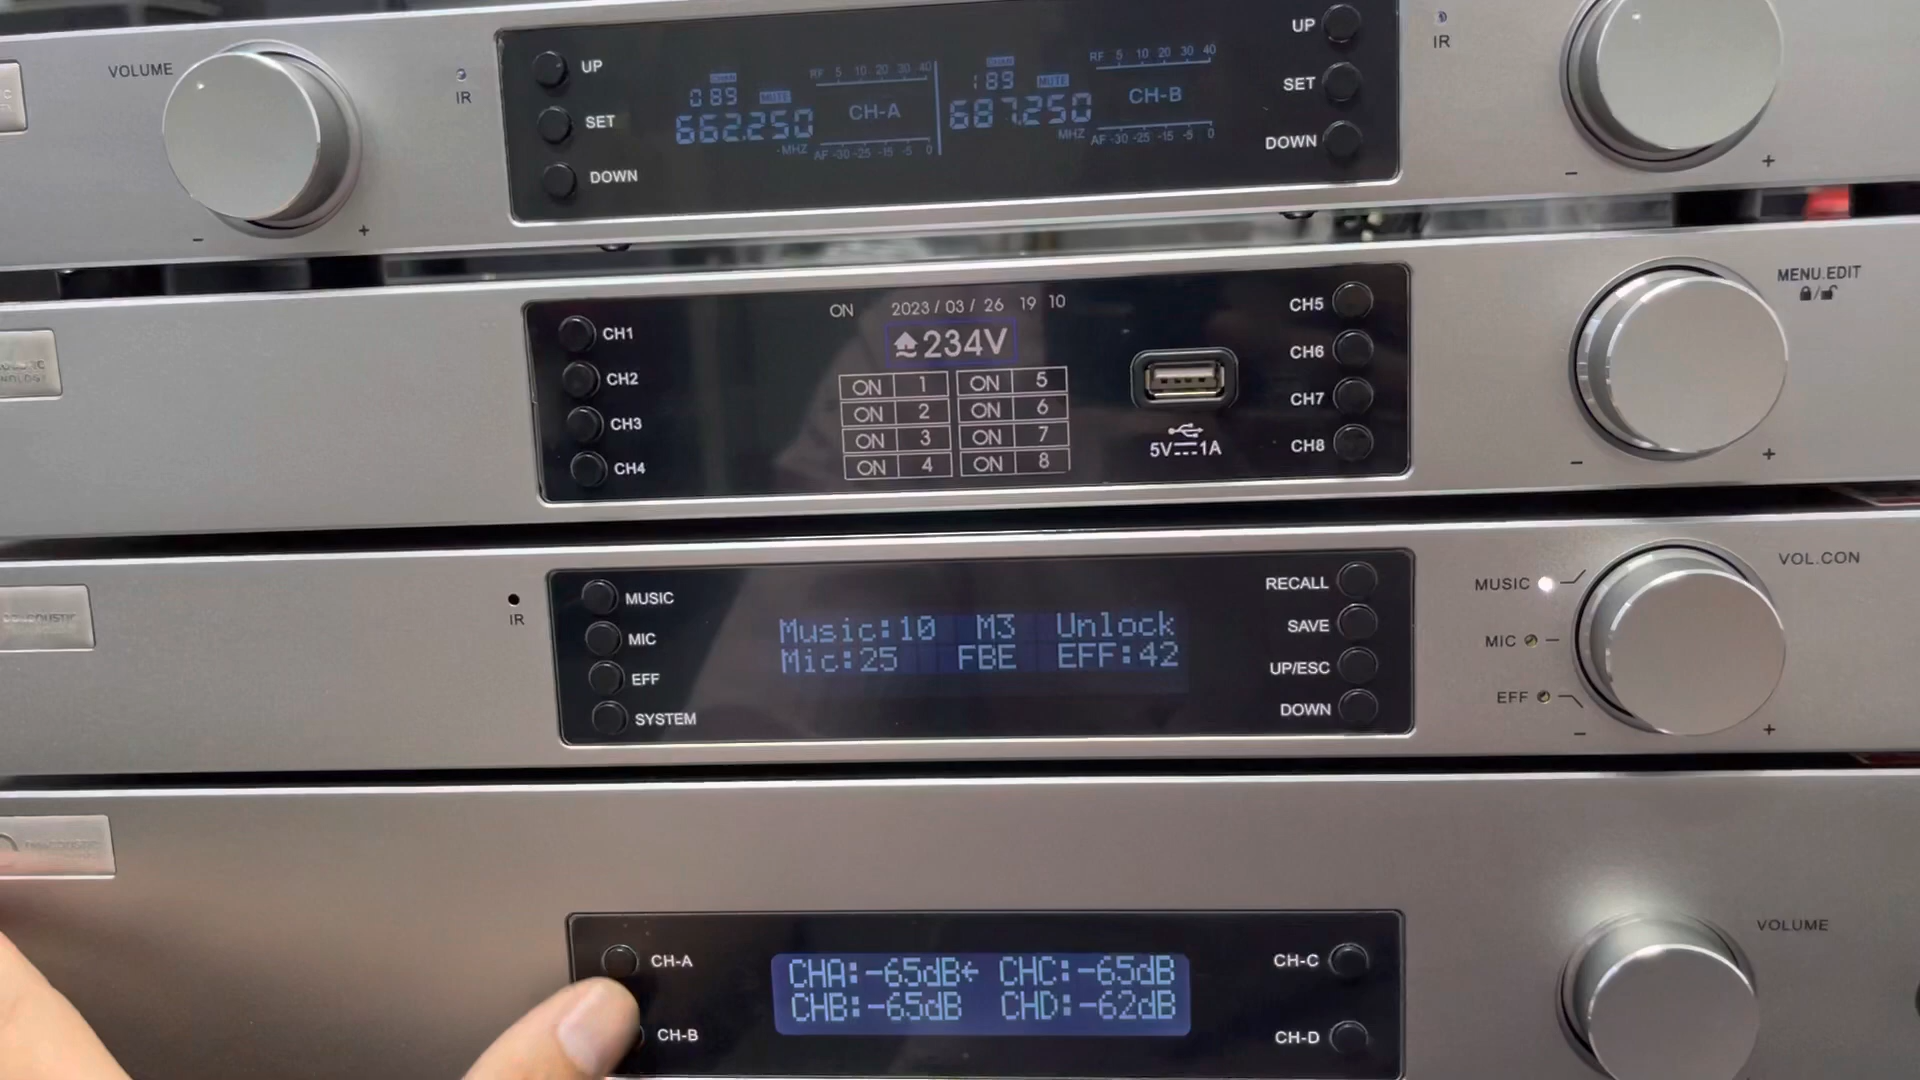 VOLUME
IR
UP
SET
DOWN
CHAN
089 MUTE
662.250
MHZ
RF 5 10 20 30 40
CH-A
AF -30 -25 -15 -5 0
CHAN
189 MUTE
687.250
MHZ
RF 5 10 20 30 40
CH-B
AF -30 -25 -15 -5 0
UP
SET
DOWN
IR
- +
- +
CH1
CH2
CH3
CH4
ON 2023 / 03 / 26 19 10
234V
ON 1 ON 5
ON 2 ON 6
ON 3 ON 7
ON 4 ON 8
5V 1A
CH5
CH6
CH7
CH8
MENU.EDIT
/
- +
IR
MUSIC
MIC
EFF
SYSTEM
Music:10 M3 Unlock
Mic:25 FBE EFF:42
RECALL
SAVE
UP/ESC
DOWN
MUSIC
MIC
EFF
VOL.CON
- +
CH-A
CH-B
CHA:-65dB← CHC:-65dB
CHB:-65dB CHD:-62dB
CH-C
CH-D
VOLUME